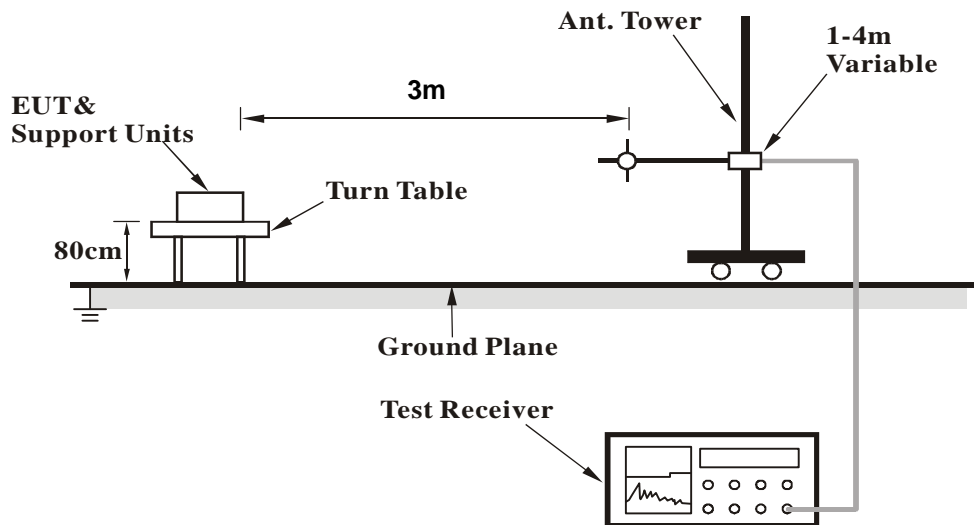 Ant. Tower
1-4m
Variable
3m
EUT&
Support Units
Turn Table
80cm
Ground Plane
Test Receiver